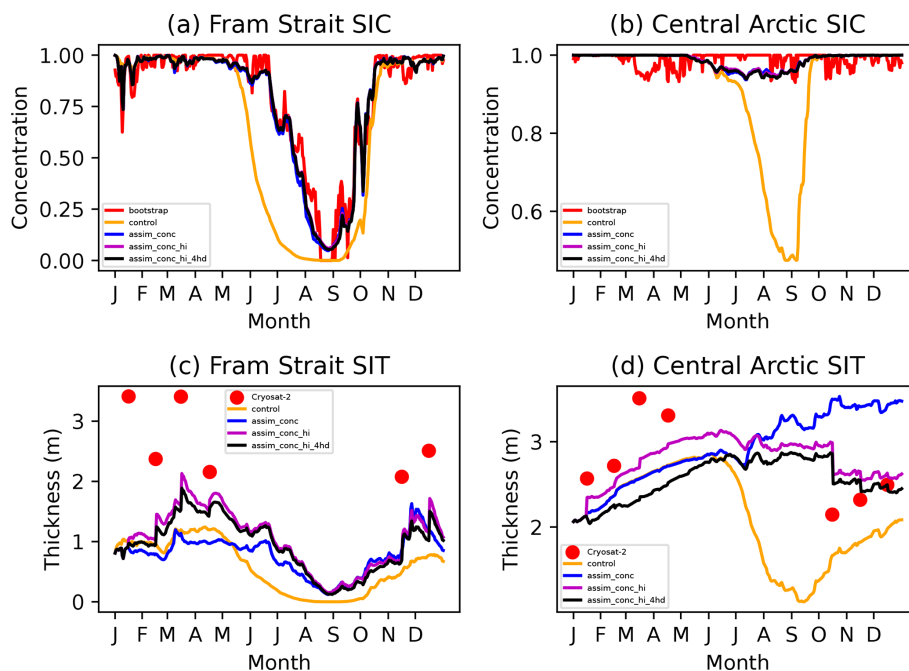 (a) Fram Strait SIC
1.00
0.75
0.50
0.25
0.00
Concentration
bootstrap
control
assim_conc
assim_conc_hi
assim_conc_hi_4hd
J F M A M J J A S O N D
Month
(b) Central Arctic SIC
1.0
0.8
0.6
Concentration
bootstrap
control
assim_conc
assim_conc_hi
assim_conc_hi_4hd
J F M A M J J A S O N D
Month
(c) Fram Strait SIT
3
2
1
0
Thickness (m)
Cryosat-2
control
assim_conc
assim_conc_hi
assim_conc_hi_4hd
J F M A M J J A S O N D
Month
(d) Central Arctic SIT
3
2
Thickness (m)
Cryosat-2
control
assim_conc
assim_conc_hi
assim_conc_hi_4hd
J F M A M J J A S O N D
Month